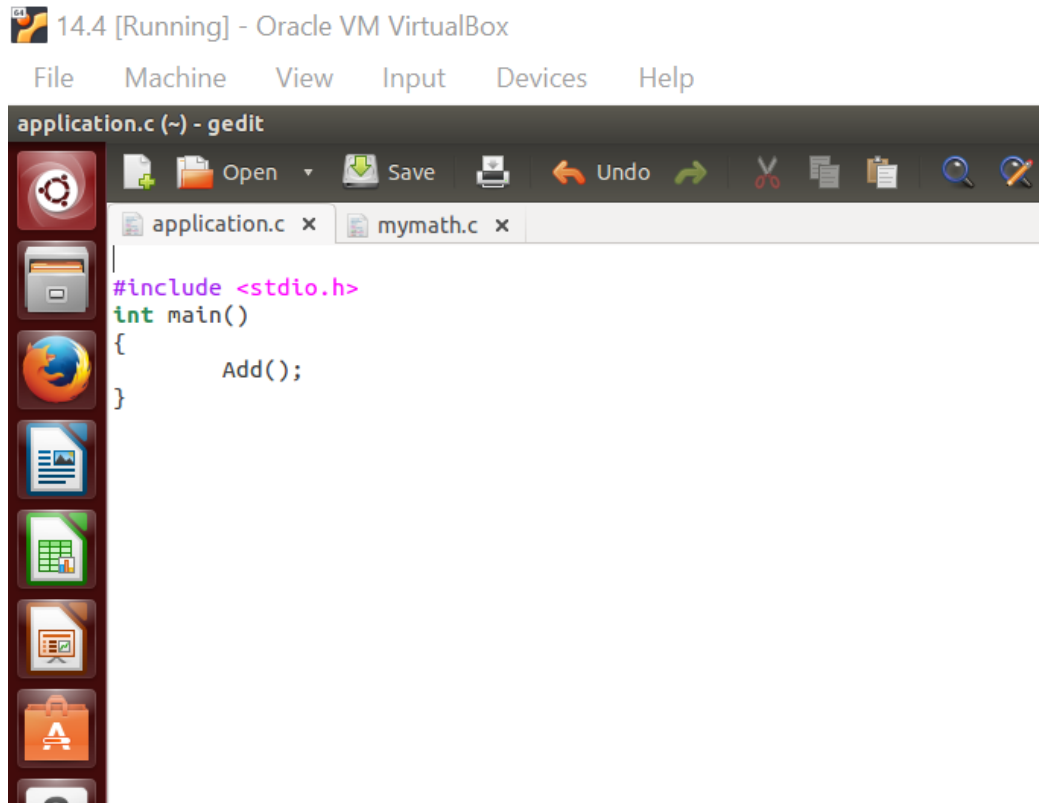 64
14.4 [Running] - Oracle VM VirtualBox
File Machine View Input Devices Help
application.c (~) - gedit
Open Save Undo
application.c x mymath.c x
#include <stdio.h>
int main()
{
Add();
}